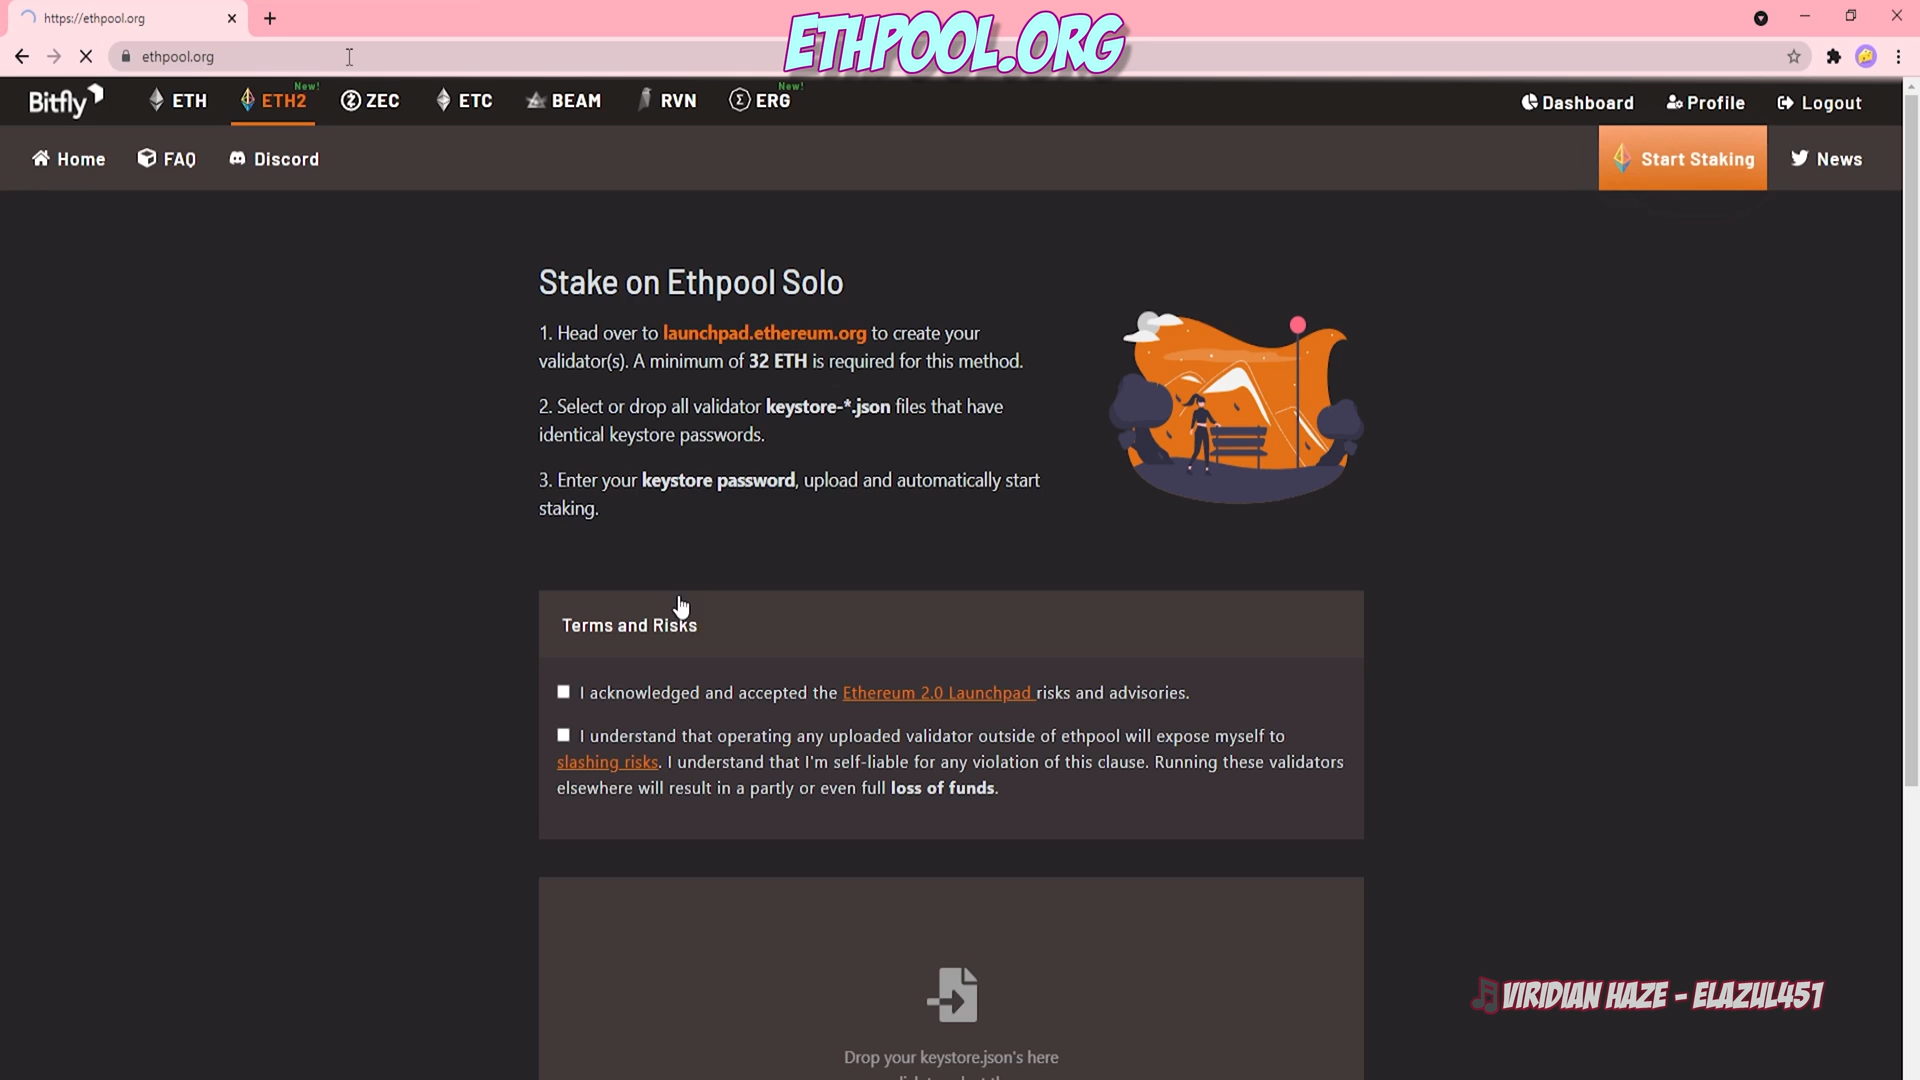 https://ethpool.org
ETHPOOL.ORG
ethpool.org
Bitfly
ETH
ETH2
New!
ZEC
ETC
BEAM
RVN
ERG
New!
Dashboard
Profile
Logout
Home
FAQ
Discord
Start Staking
News
Stake on Ethpool Solo
1. Head over to launchpad.ethereum.org to create your
validator(s). A minimum of 32 ETH is required for this method.
2. Select or drop all validator keystore-*.json files that have
identical keystore passwords.
3. Enter your keystore password, upload and automatically start
staking.
Terms and Risks
I acknowledged and accepted the Ethereum 2.0 Launchpad risks and advisories.
I understand that operating any uploaded validator outside of ethpool will expose myself to
slashing risks. I understand that I'm self-liable for any violation of this clause. Running these validators
elsewhere will result in a partly or even full loss of funds.
VIRIDIAN HAZE - ELAZUL451
Drop your keystore.json's here